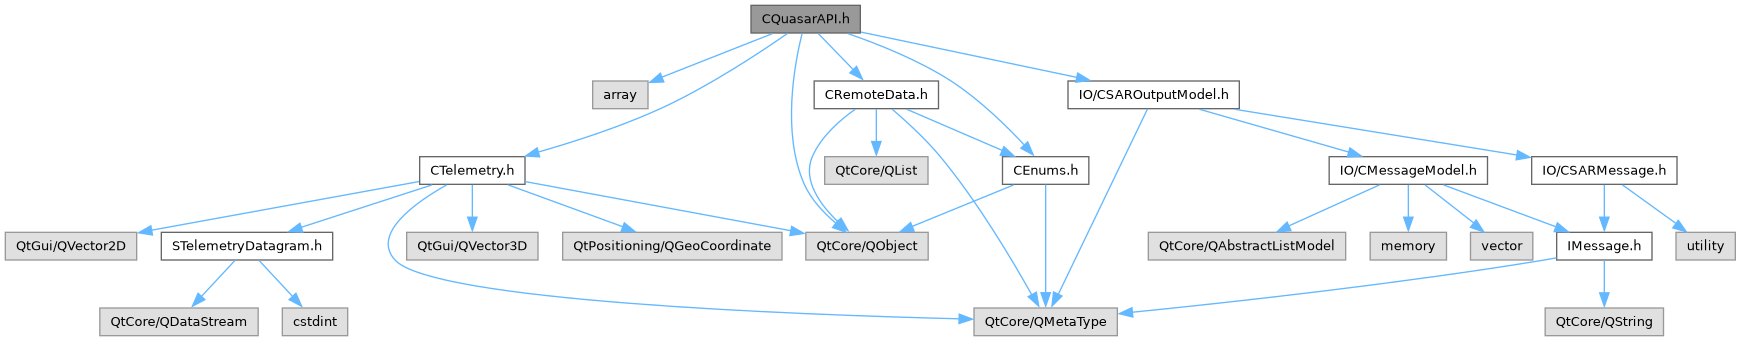 CQuasarAPI.h
array
CRemoteData.h
IO/CSAROutputModel.h
CTelemetry.h
QtCore/QList
CEnums.h
IO/CMessageModel.h
IO/CSARMessage.h
QtGui/QVector2D
STelemetryDatagram.h
QtGui/QVector3D
QtPositioning/QGeoCoordinate
QtCore/QObject
QtCore/QAbstractListModel
memory
vector
IMessage.h
utility
QtCore/QDataStream
cstdint
QtCore/QMetaType
QtCore/QString